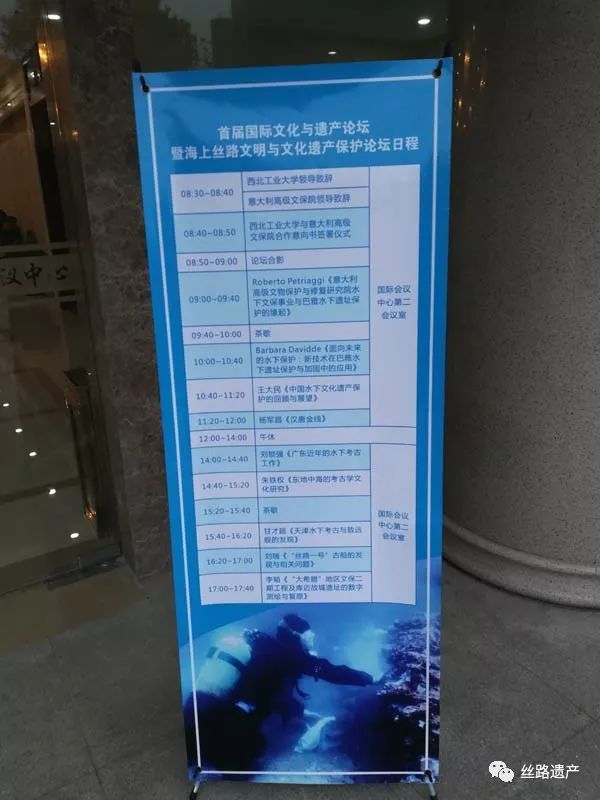 首届国际文化与遗产论坛
暨海上丝路文明与文化遗产保护论坛日程
08:30~08:40
西北工业大学领导致辞
意大利高级文保院领导致辞
08:40~08:50
西北工业大学与意大利高级
文保院合作意向书签署仪式
08:50~09:00
论坛合影
09:00~09:40
Roberto Petriaggi《意大利
高级文物保护与修复研究院水
下文保事业与巴雅水下遗址保
护的缘起》
国际会议
中心第二
会议室
09:40~10:00
茶歇
10:00~10:40
Barbara Davidde《面向未来
的水下保护：新技术在巴雅水
下遗址保护与加固中的应用》
10:40~11:20
王大民《中国水下文化遗产保
护的回顾与展望》
11:20~12:00
杨军昌《汉唐金线》
12:00~14:00
午休
14:00~14:40
刘锁强《广东近年的水下考古
工作》
14:40~15:20
朱铁权《东地中海的考古学文
化研究》
15:20~15:40
茶歇
国际会议
中心第二
会议室
15:40~16:20
甘才超《天津水下考古与致远
舰的发现》
16:20~17:00
刘瑞《“丝路一号”古船的发
现与相关问题》
17:00~17:40
李韬《“大希腊”地区文保二
期工程及库迈故城遗址的数字
测绘与复原》
议中心
丝路遗产